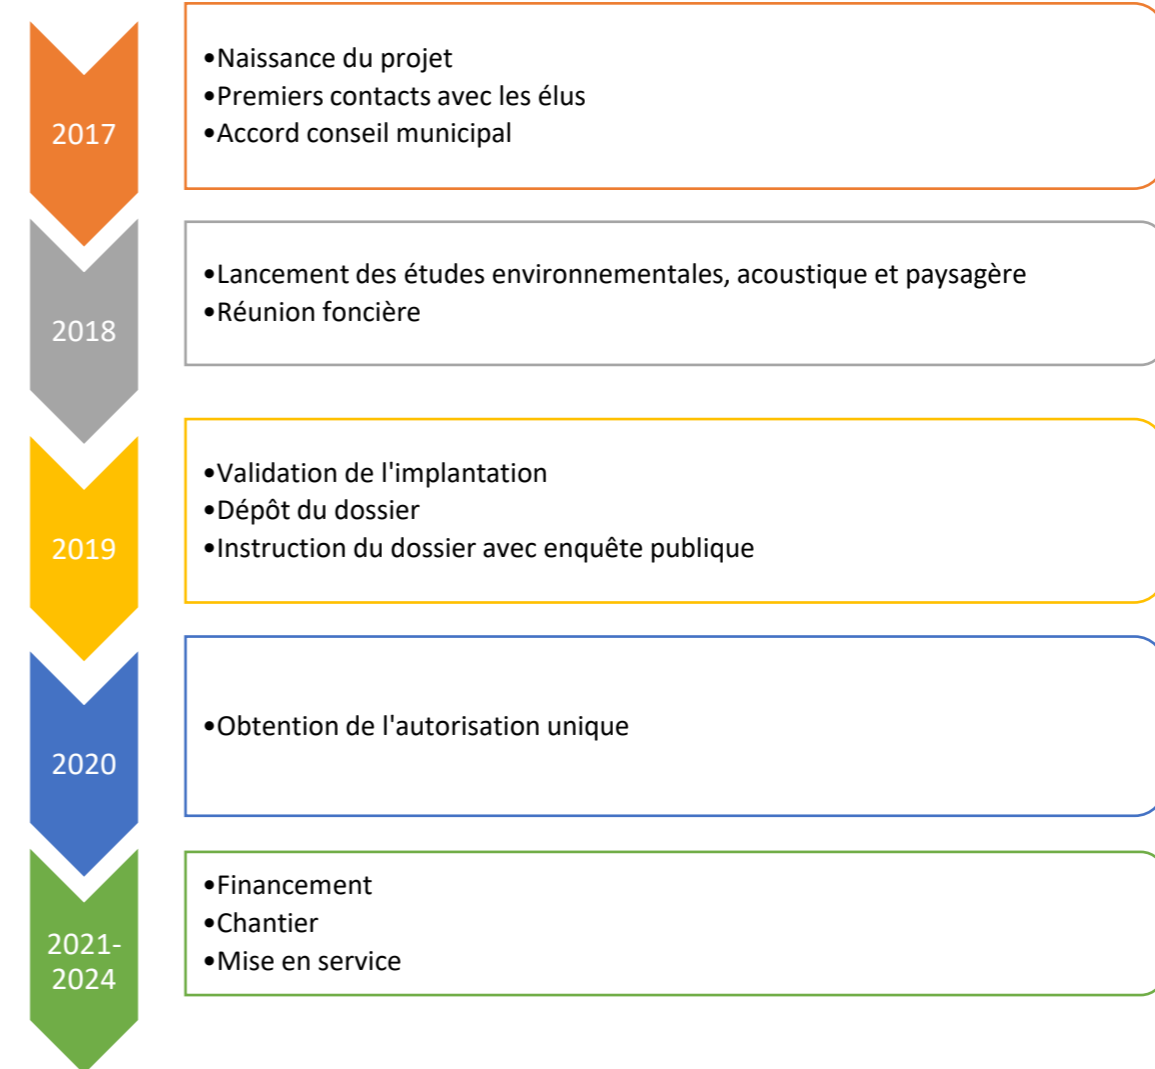 2017
•Naissance du projet
•Premiers contacts avec les élus
•Accord conseil municipal
2018
•Lancement des études environnementales, acoustique et paysagère
•Réunion foncière
2019
•Validation de l'implantation
•Dépôt du dossier
•Instruction du dossier avec enquête publique
2020
•Obtention de l'autorisation unique
2021-
2024
•Financement
•Chantier
•Mise en service